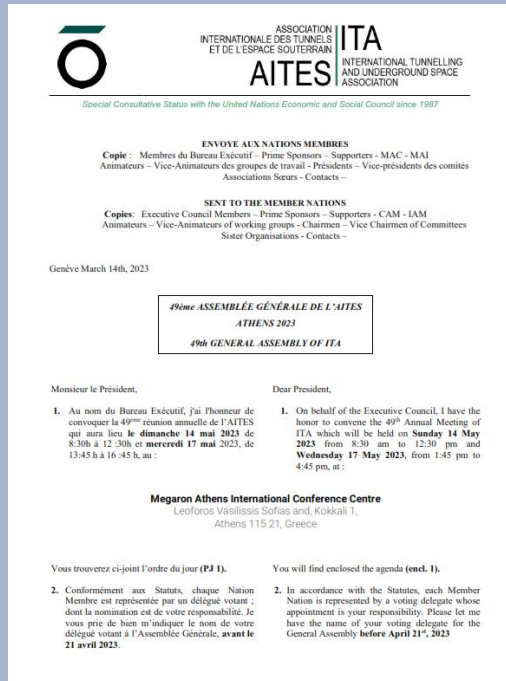 ASSOCIATION
INTERNATIONALE DES TUNNELS
ET DE L'ESPACE SOUTERRAIN
AITES
ITA
INTERNATIONAL TUNNELLING
AND UNDERGROUND SPACE
ASSOCIATION
Special Consultative Status with the United Nations Economic and Social Council since 1987
ENVOYE AUX NATIONS MEMBRES
Copie : Membres du Bureau Exécutif – Prime Sponsors – Supporters - MAC - MAI
Animateurs – Vice-Animateurs des groupes de travail - Présidents – Vice-présidents des comités
Associations Sœurs - Contacts –
SENT TO THE MEMBER NATIONS
Copies: Executive Council Members – Prime Sponsors – Supporters - CAM - IAM
Animateurs – Vice-Animateurs of working groups - Chairmen – Vice Chairmen of Committees
Sister Organisations - Contacts –
Genève March 14th, 2023
49ème ASSEMBLÉE GÉNÉRALE DE L'AITES
ATHENS 2023
49th GENERAL ASSEMBLY OF ITA
Monsieur le Président,
1. Au nom du Bureau Exécutif, j'ai l'honneur de
convoquer la 49ème réunion annuelle de l'AITES
qui aura lieu le dimanche 14 mai 2023 de
8:30h à 12 :30h et mercredi 17 mai 2023, de
13:45 h à 16 :45 h, au :
Dear President,
1. On behalf of the Executive Council, I have the
honor to convene the 49th Annual Meeting of
ITA which will be held on Sunday 14 May
2023 from 8:30 am to 12:30 pm and
Wednesday 17 May 2023, from 1:45 pm to
4:45 pm, at :
Megaron Athens International Conference Centre
Leoforos Vasilissis Sofias and, Kokkali 1,
Athens 115 21, Greece
Vous trouverez ci-joint l'ordre du jour (PJ 1).
2. Conformément aux Statuts, chaque Nation
Membre est représentée par un délégué votant ;
dont la nomination est de votre responsabilité. Je
vous prie de bien m'indiquer le nom de votre
délégué votant à l'Assemblée Générale, avant le
21 avril 2023.
You will find enclosed the agenda (encl. 1).
2. In accordance with the Statutes, each Member
Nation is represented by a voting delegate whose
appointment is your responsibility. Please let me
have the name of your voting delegate for the
General Assembly before April 21st, 2023